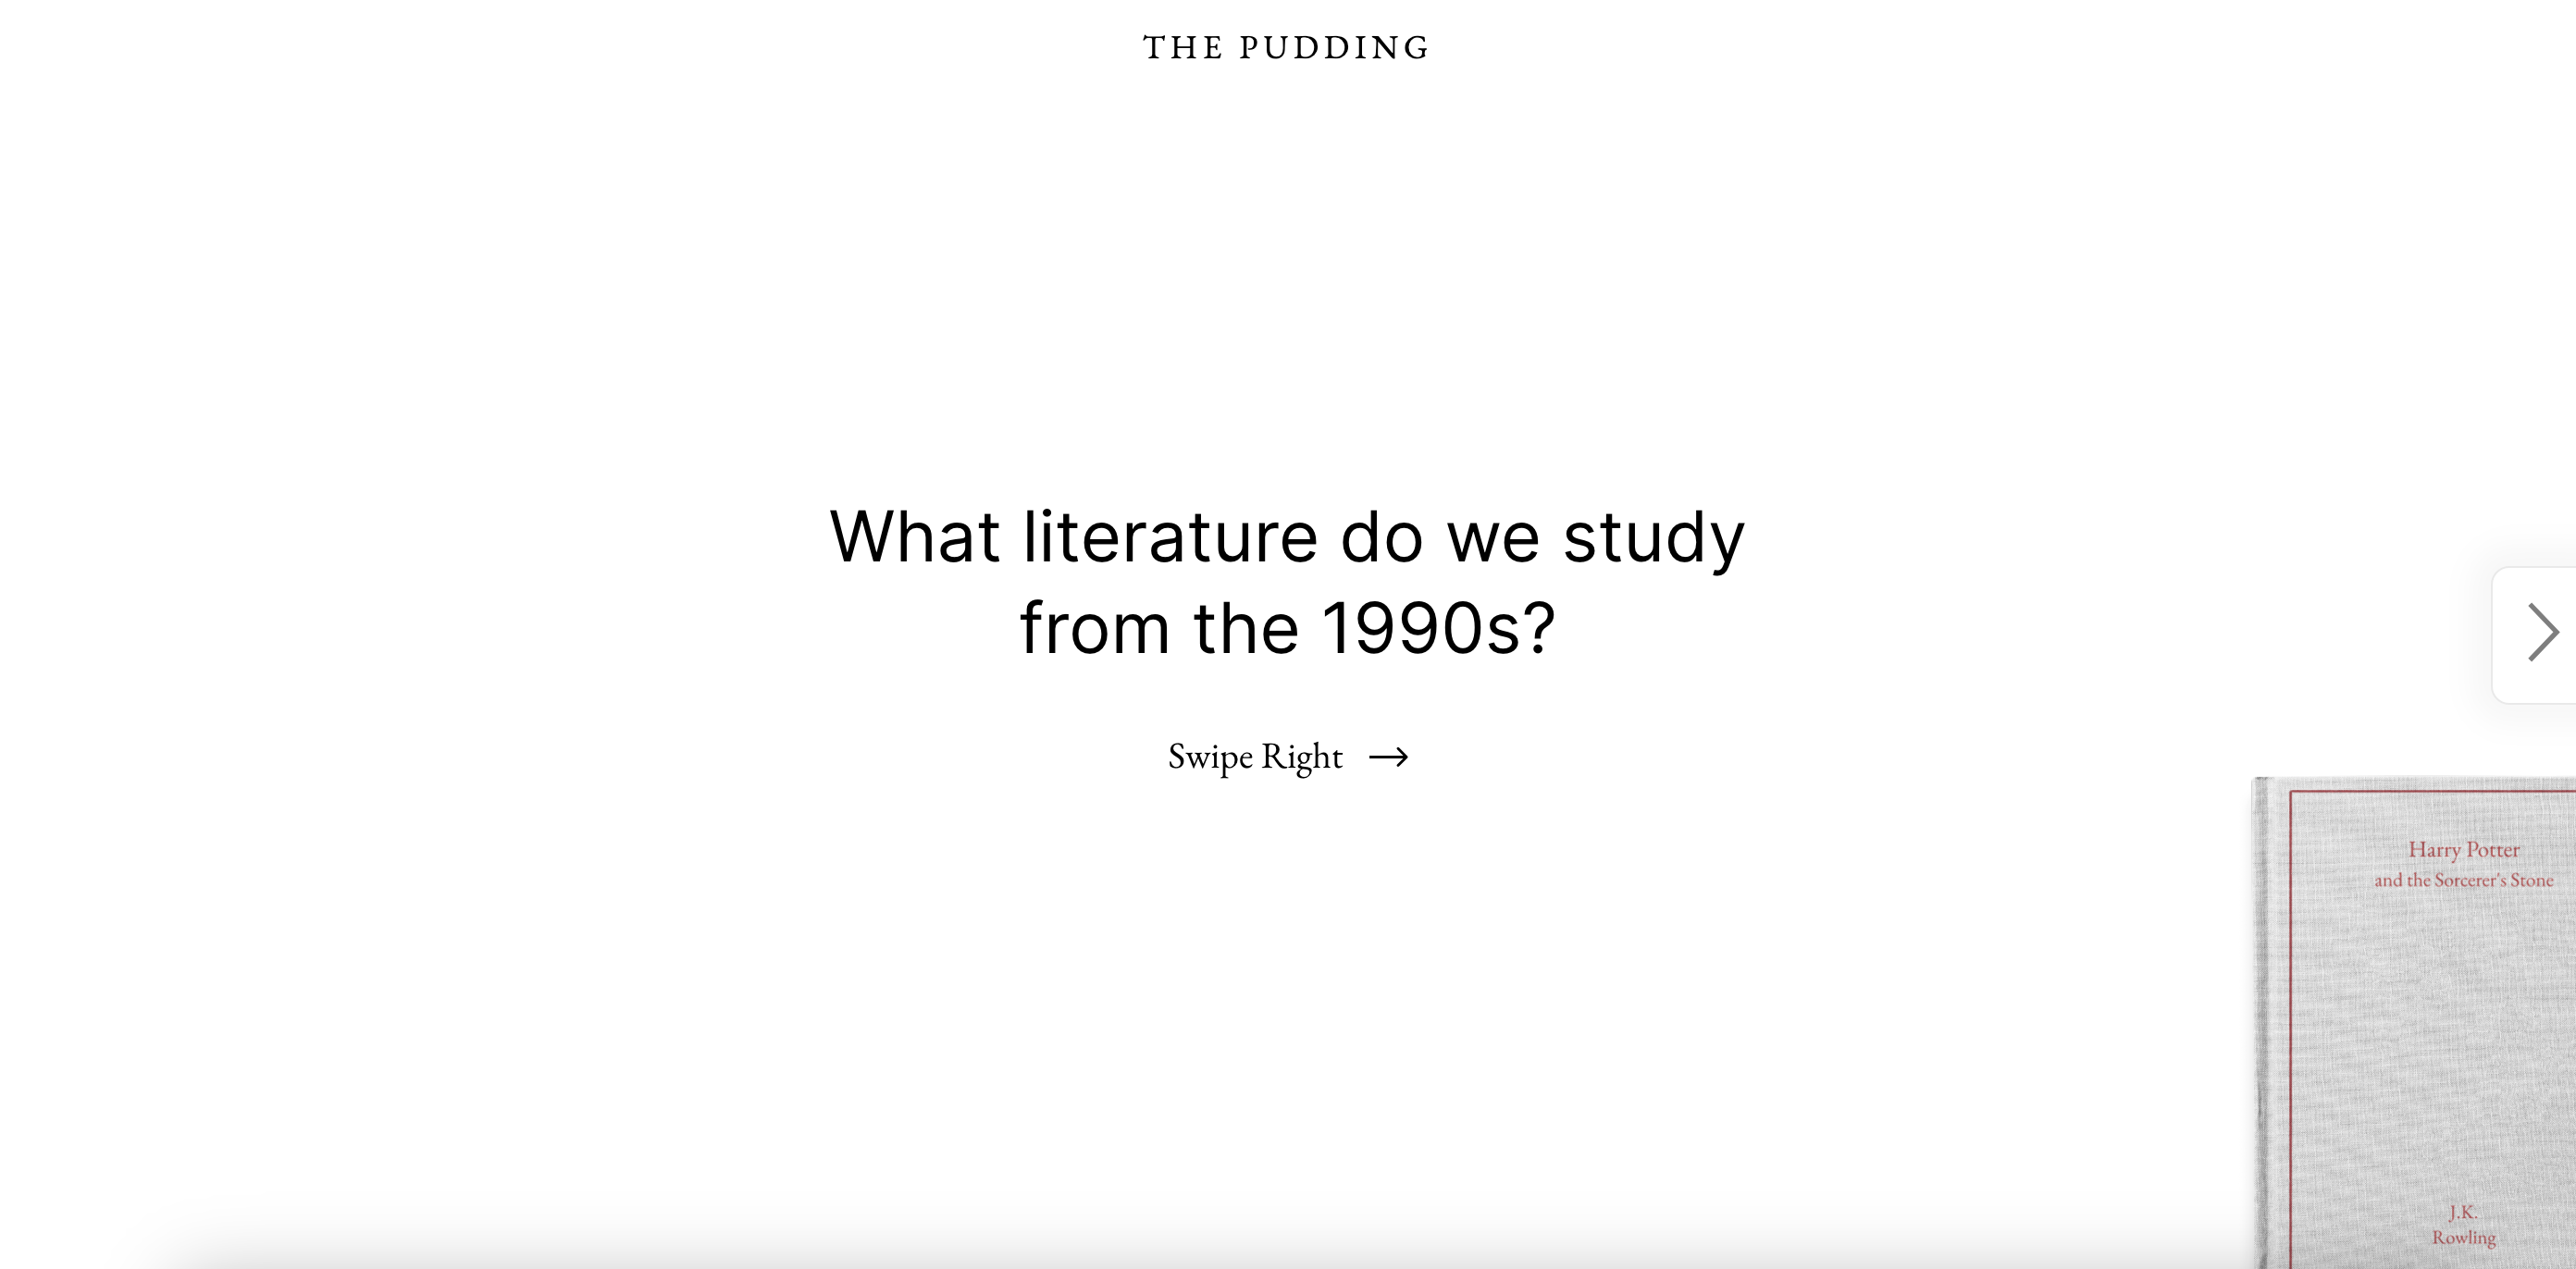 THE PUDDING
What literature do we study
from the 1990s?
Swipe Right
Harry Potter
and the Sorcerer's Stone
J.K.
Rowling